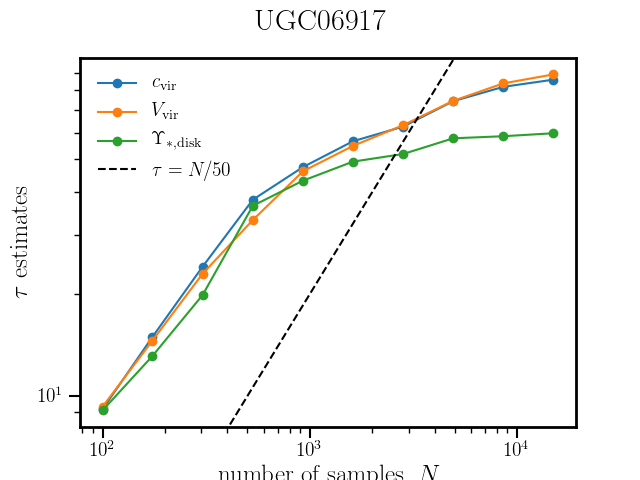 UGC06917
c_vir
V_vir
Υ_*,disk
τ = N/50
τ estimates
10^1
10^2 10^3 10^4
number of samples, N